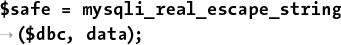 $safe = mysqli_real_escape_string
→ ($dbc, data);